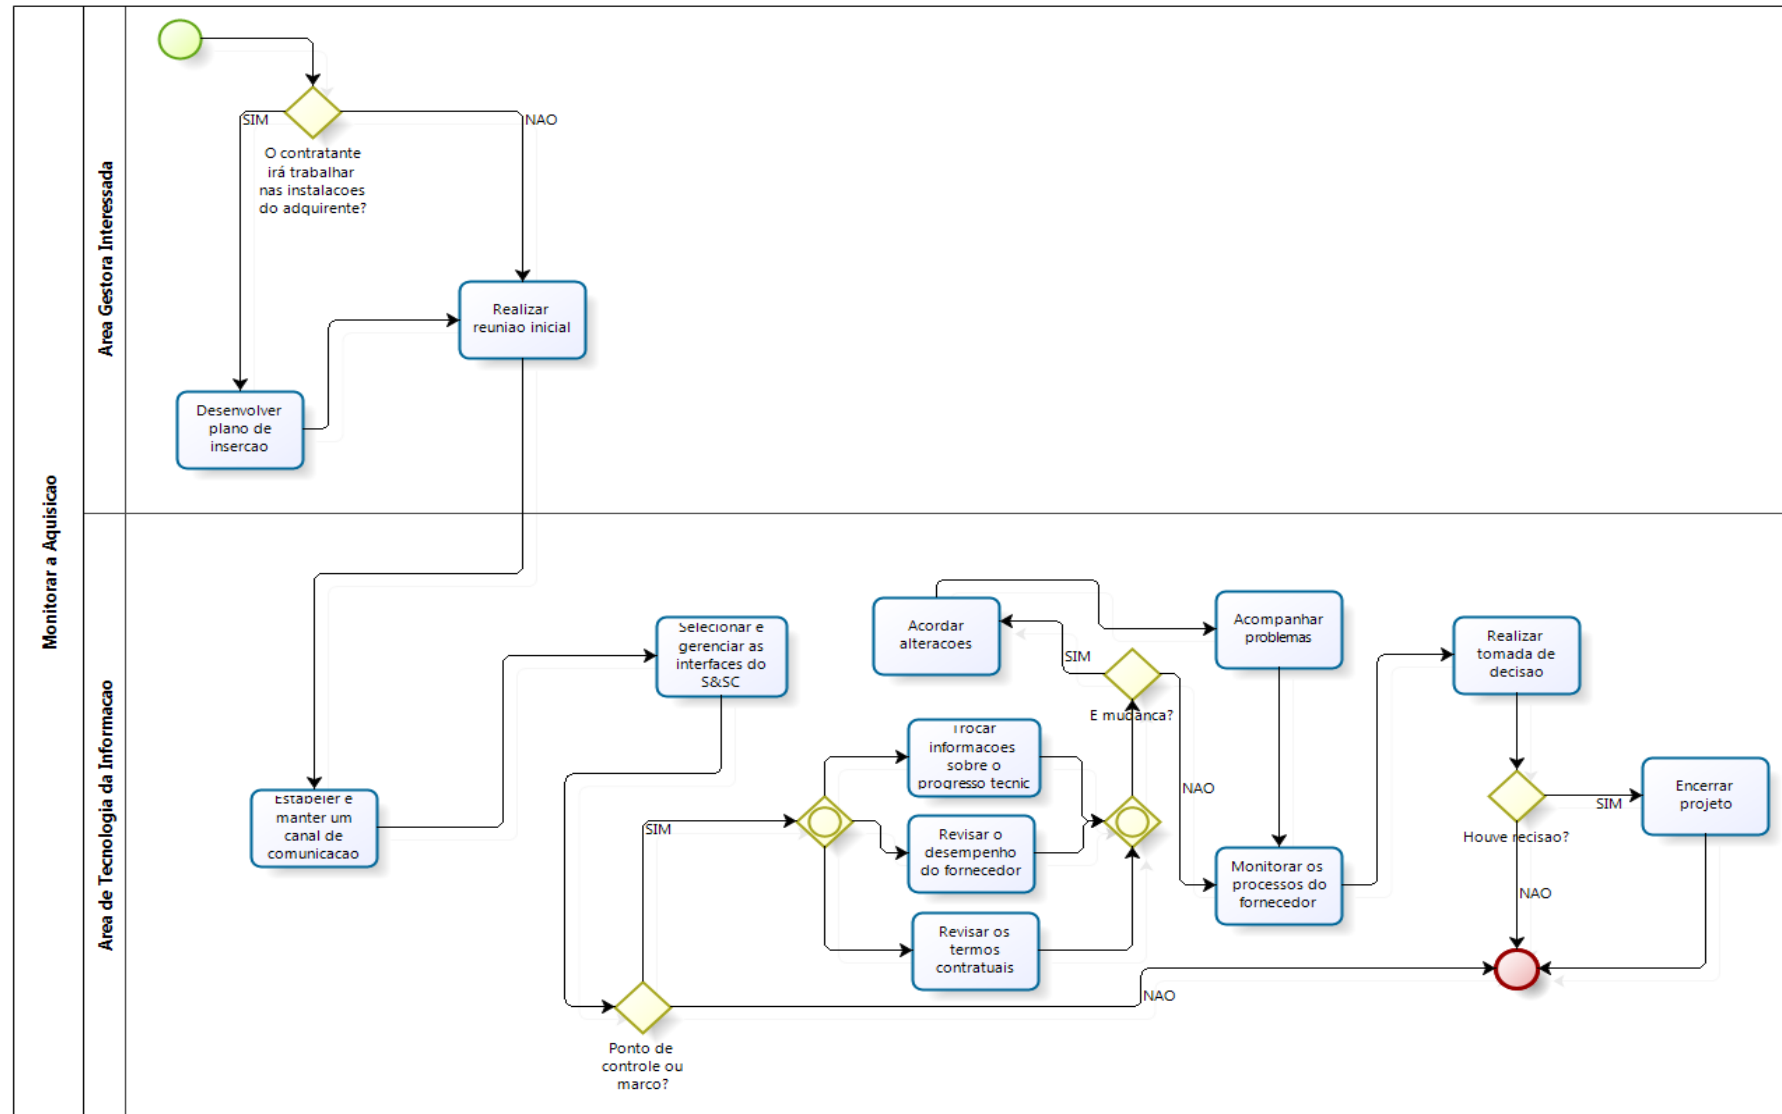 Monitorar a Aquisicao
Area Gestora Interessada
SIM
NAO
O contratante
irá trabalhar
nas instalacoes
do adquirente?
Realizar
reuniao inicial
Desenvolver
plano de
insercao
Area de Tecnologia da Informacao
Estabeler e
manter um
canal de
comunicacao
Selecionar e
gerenciar as
interfaces do
S&SC
Ponto de
controle ou
marco?
SIM
NAO
Trocar
informacoes
sobre o
progresso tecnic
Revisar o
desempenho
do fornecedor
Revisar os
termos
contratuais
E mudanca?
SIM
NAO
Acordar
alteracoes
Acompanhar
problemas
Monitorar os
processos do
fornecedor
Realizar
tomada de
decisao
Houve recisao?
SIM
NAO
Encerrar
projeto